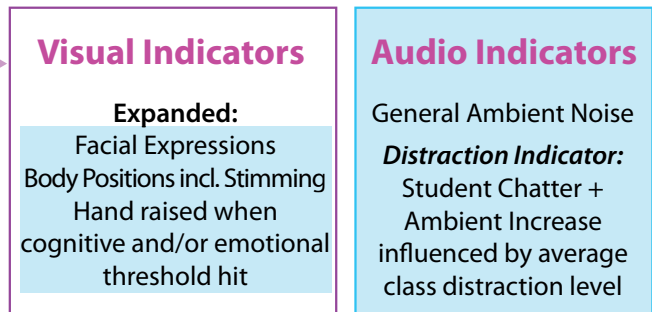 Visual Indicators
Expanded:
Facial Expressions
Body Positions incl. Stimming
Hand raised when
cognitive and/or emotional
threshold hit
Audio Indicators
General Ambient Noise
Distraction Indicator:
Student Chatter +
Ambient Increase
influenced by average
class distraction level